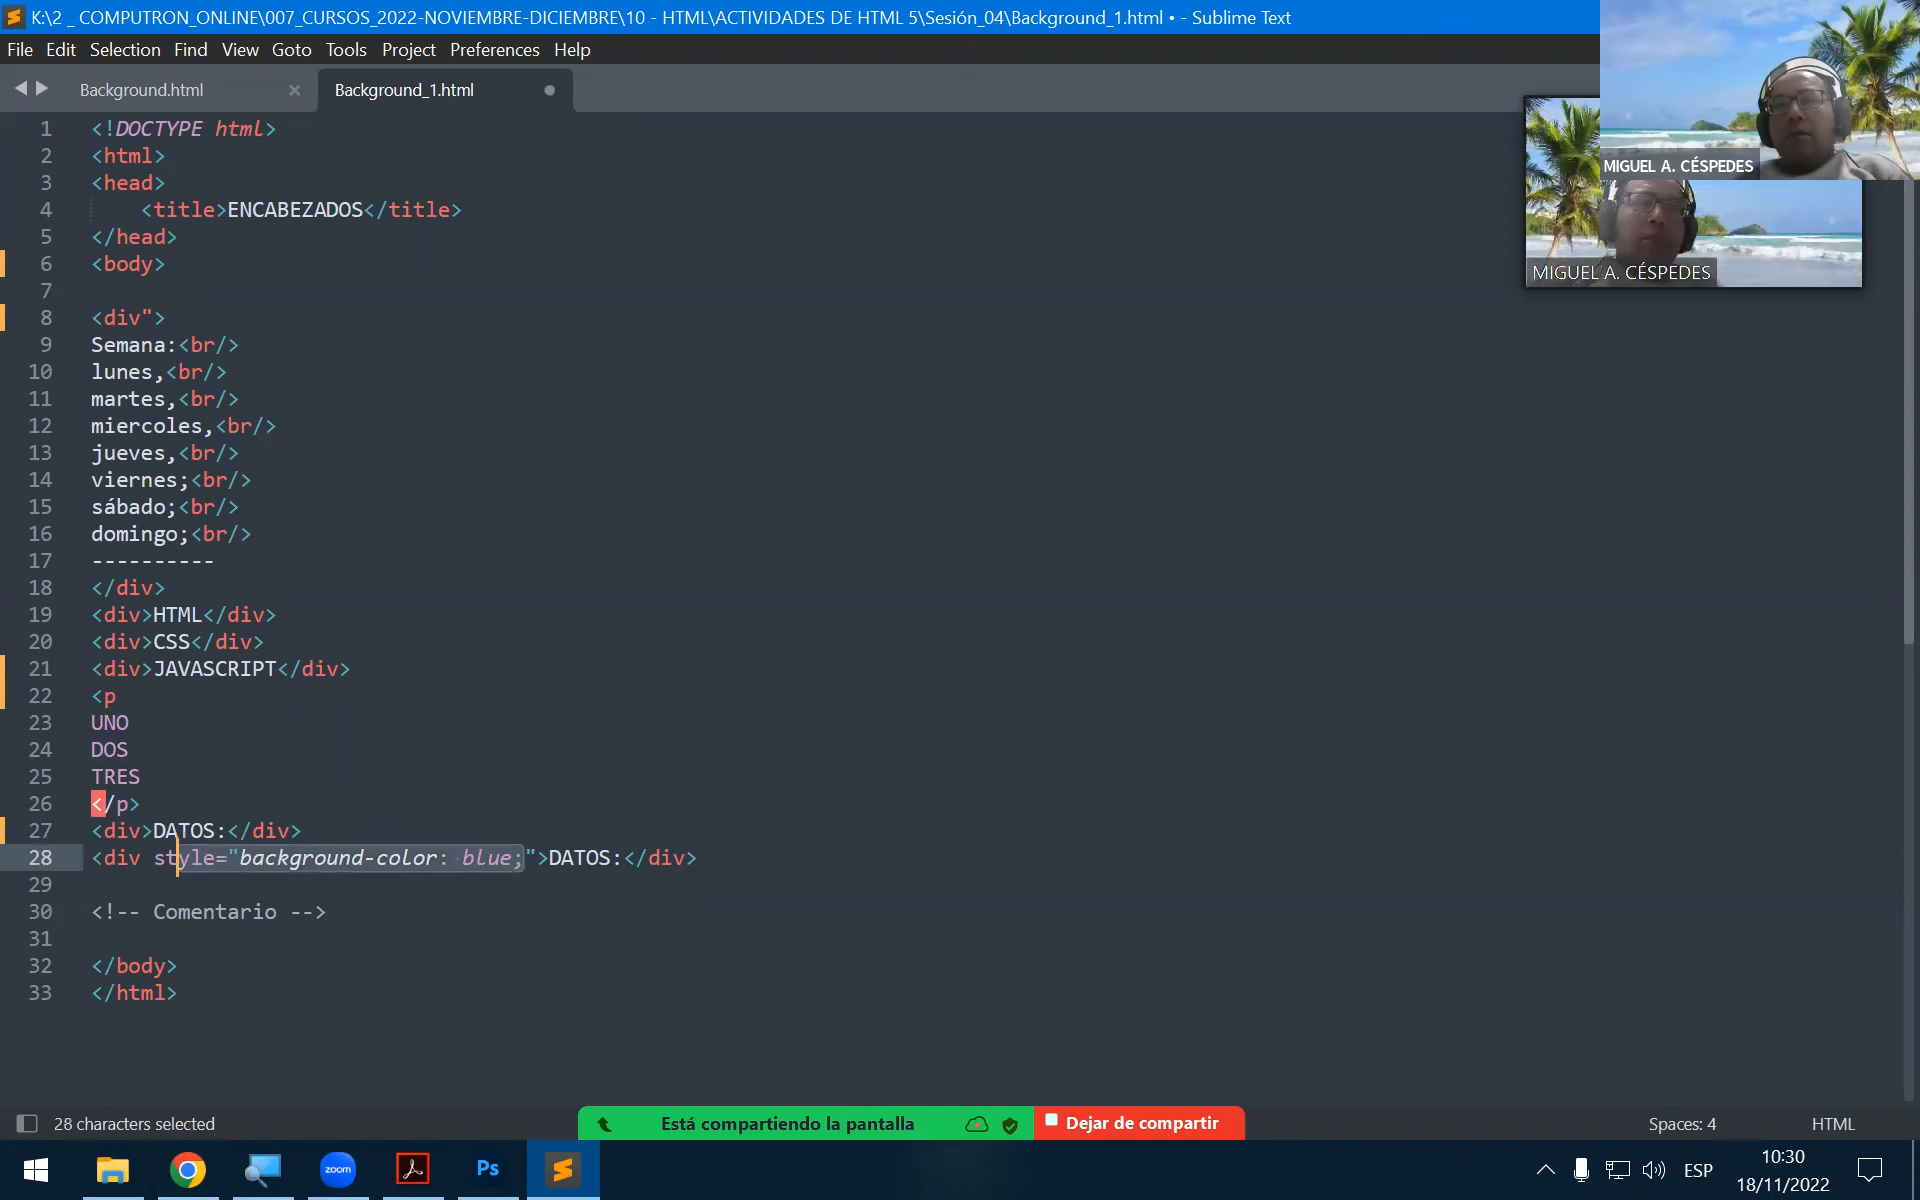 K:\2 _ COMPUTRON_ONLINE\007_CURSOS_2022-NOVIEMBRE-DICIEMBRE\10 - HTML\ACTIVIDADES DE HTML 5\Sesión_04\Background_1.html • - Sublime Text
File Edit Selection Find View Goto Tools Project Preferences Help
Background.html × Background_1.html
1 <!DOCTYPE html>
2 <html>
3 <head>
4 <title>ENCABEZADOS</title>
5 </head>
6 <body>
7
8 <div">
9 Semana:<br/>
10 lunes,<br/>
11 martes,<br/>
12 miercoles,<br/>
13 jueves,<br/>
14 viernes;<br/>
15 sábado;<br/>
16 domingo;<br/>
17 ----------
18 </div>
19 <div>HTML</div>
20 <div>CSS</div>
21 <div>JAVASCRIPT</div>
22 <p
23 UNO
24 DOS
25 TRES
26 </p>
27 <div>DATOS:</div>
28 <div style="background-color: blue;">DATOS:</div>
29
30 <!-- Comentario -->
31
32 </body>
33 </html>
MIGUEL A. CÉSPEDES
MIGUEL A. CÉSPEDES
28 characters selected
Está compartiendo la pantalla
Dejar de compartir
Spaces: 4
HTML
zoom
Ps
ESP
10:30
18/11/2022